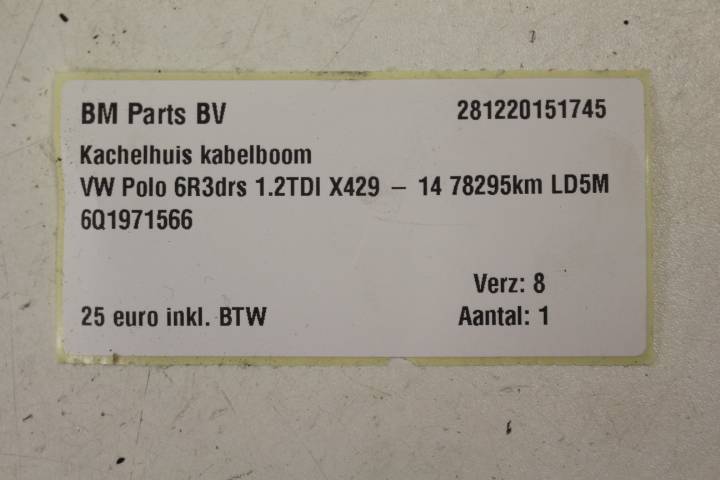 BM Parts BV 281220151745
Kachelhuis kabelboom
VW Polo 6R3drs 1.2TDI X429 – 14 78295km LD5M
6Q1971566
Verz: 8
25 euro inkl. BTW Aantal: 1